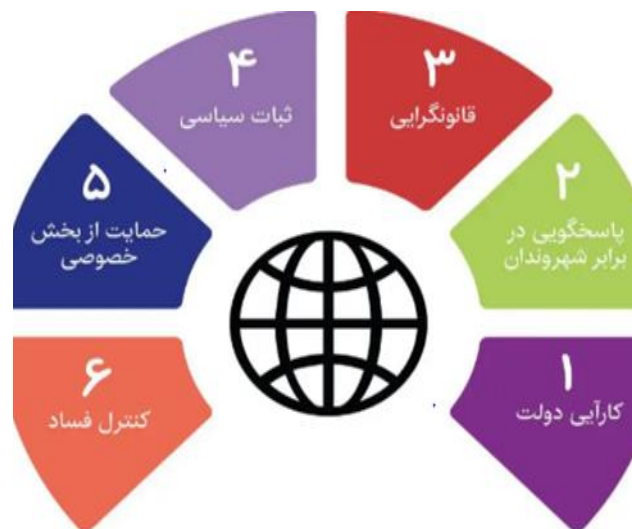 ۱
کارآیی دولت
۲
پاسخگویی در
برابر شهروندان
۳
قانونگرایی
۴
ثبات سیاسی
۵
حمایت از بخش
خصوصی
۶
کنترل فساد